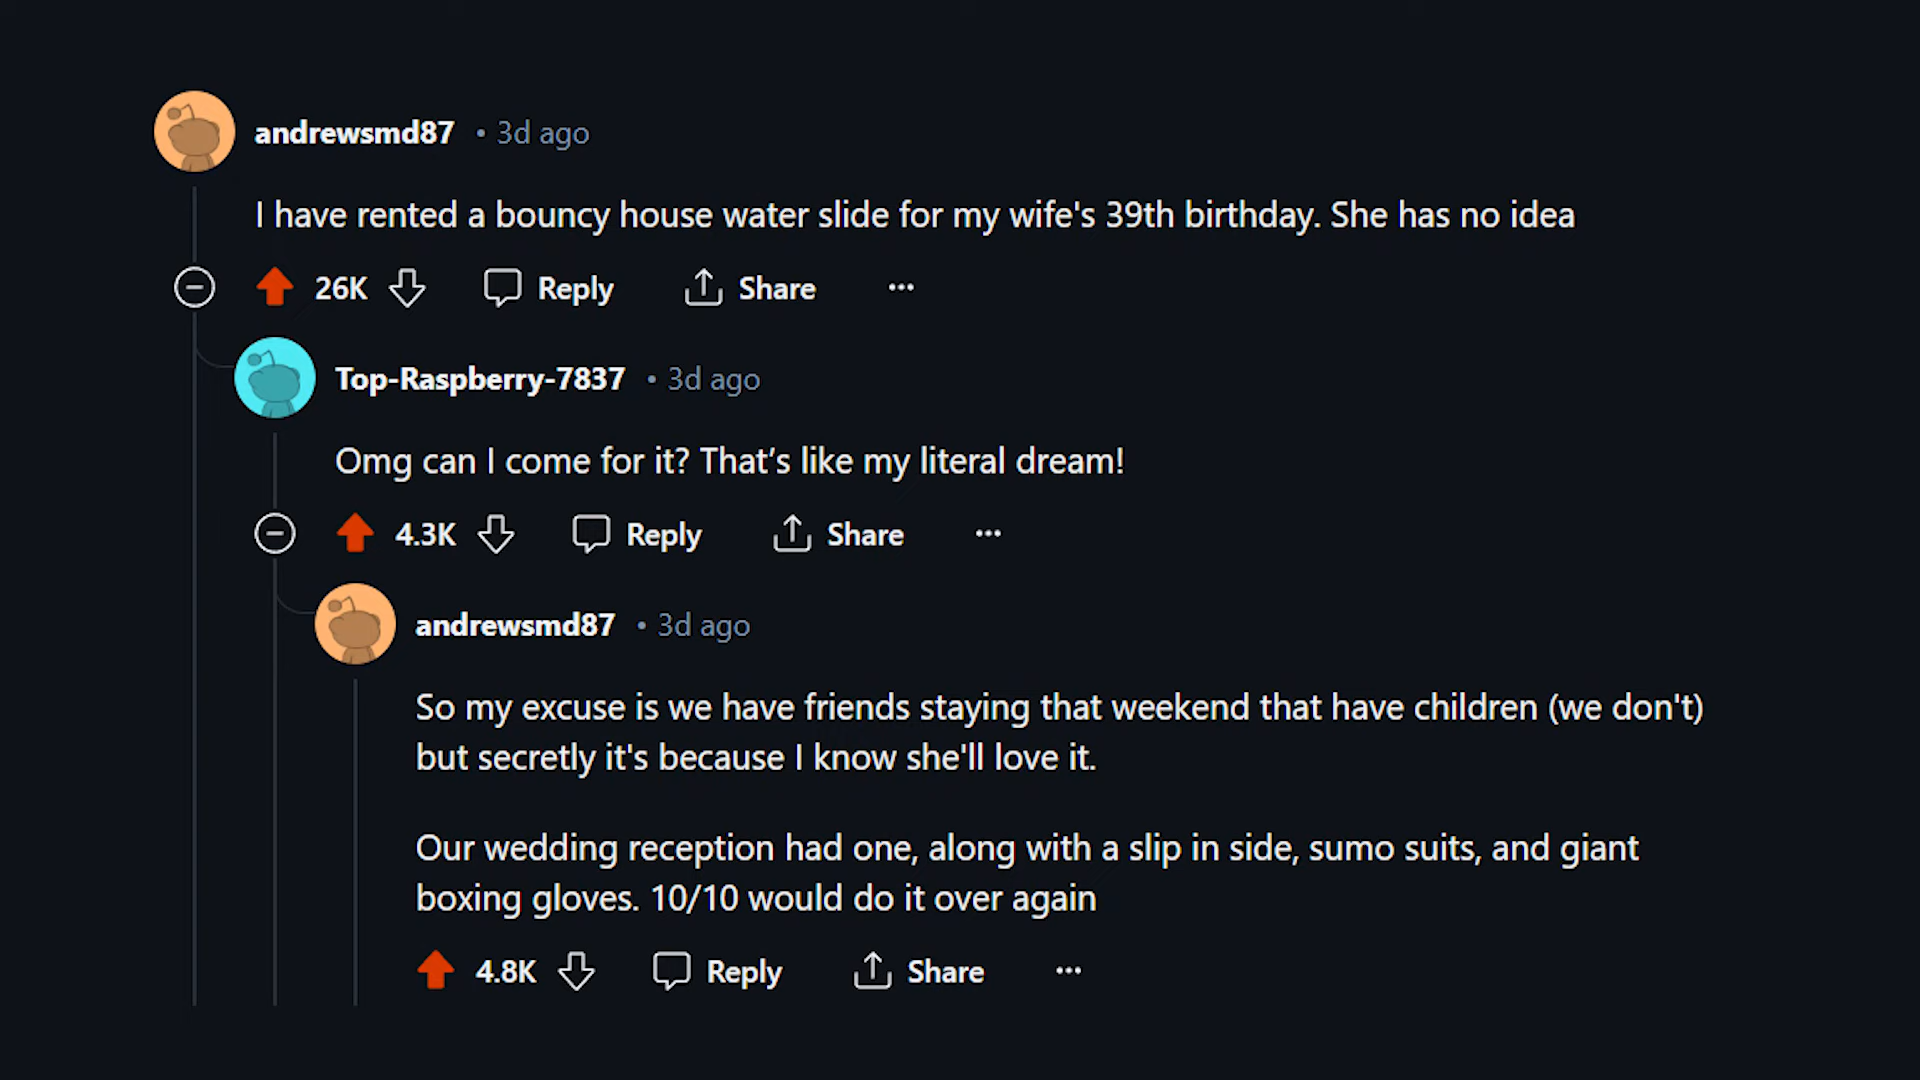 andrewsmd87 • 3d ago
I have rented a bouncy house water slide for my wife's 39th birthday. She has no idea
26K Reply Share ...
Top-Raspberry-7837 • 3d ago
Omg can I come for it? That’s like my literal dream!
4.3K Reply Share ...
andrewsmd87 • 3d ago
So my excuse is we have friends staying that weekend that have children (we don't)
but secretly it's because I know she'll love it.
Our wedding reception had one, along with a slip in side, sumo suits, and giant
boxing gloves. 10/10 would do it over again
4.8K Reply Share ...